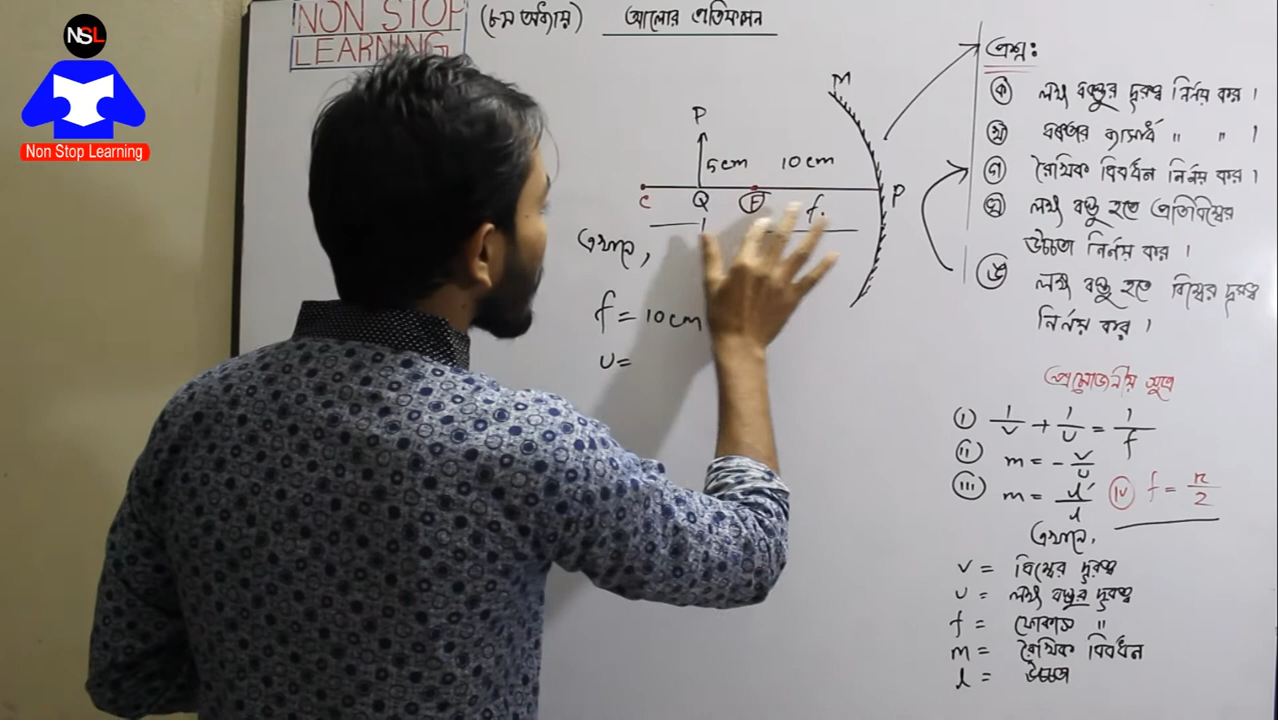 NSL
Non Stop Learning
NON STOP
LEARNING
(৮ম অধ্যায়) আলোর প্রতিফলন
M
P
5cm 10cm
C Q F P
f
এখানে,
f = 10cm
u =
প্রশ্ন:
ক লক্ষ্য বস্তুর দূরত্ব নির্ণয় কর।
খ বক্রতার ব্যাসার্ধ " " ।
গ রৈখিক বিবর্ধন নির্ণয় কর।
ঘ লক্ষ্য বস্তু হতে প্রতিবিম্বের
উচ্চতা নির্ণয় কর।
ঙ লক্ষ্য বস্তু হতে বিম্বের দূরত্ব
নির্ণয় কর।
প্রয়োজনীয় সূত্র
i 1/v + 1/u = 1/f
ii m = - v/u
iii m = l'/l iv f = r/2
এখানে,
v = বিম্বের দূরত্ব
u = লক্ষ্য বস্তুর দূরত্ব
f = ফোকাস "
m = রৈখিক বিবর্ধন
l = উচ্চতা